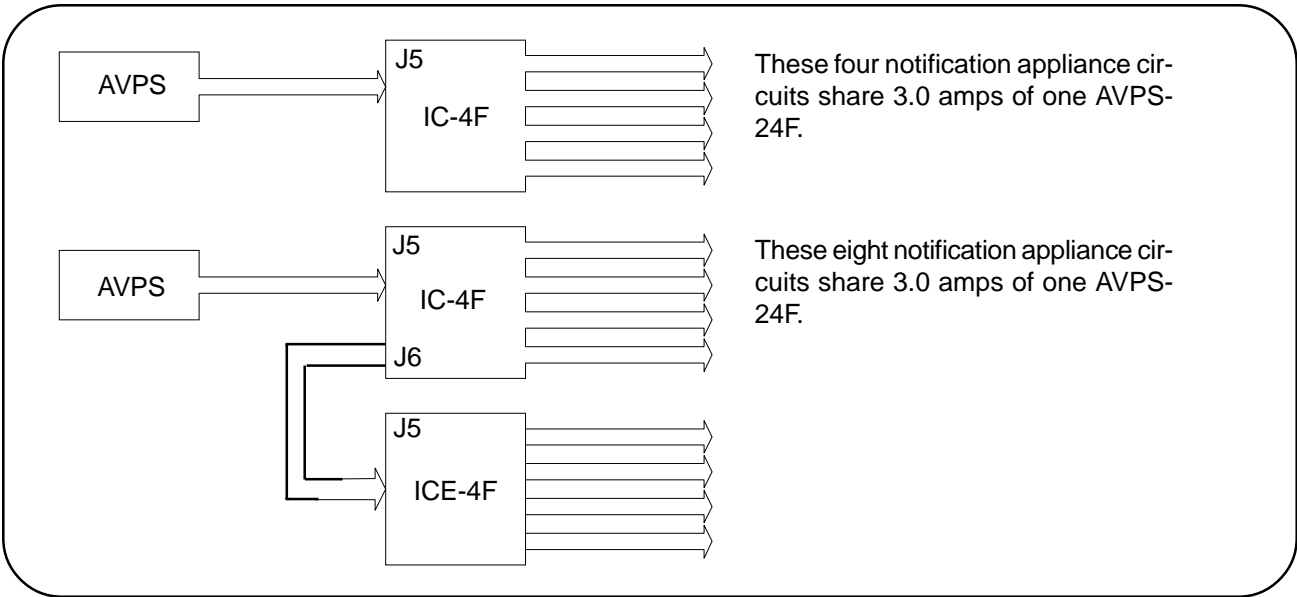 AVPS
J5
IC-4F
These four notification appliance cir-
cuits share 3.0 amps of one AVPS-
24F.
AVPS
J5
IC-4F
J6
These eight notification appliance cir-
cuits share 3.0 amps of one AVPS-
24F.
J5
ICE-4F